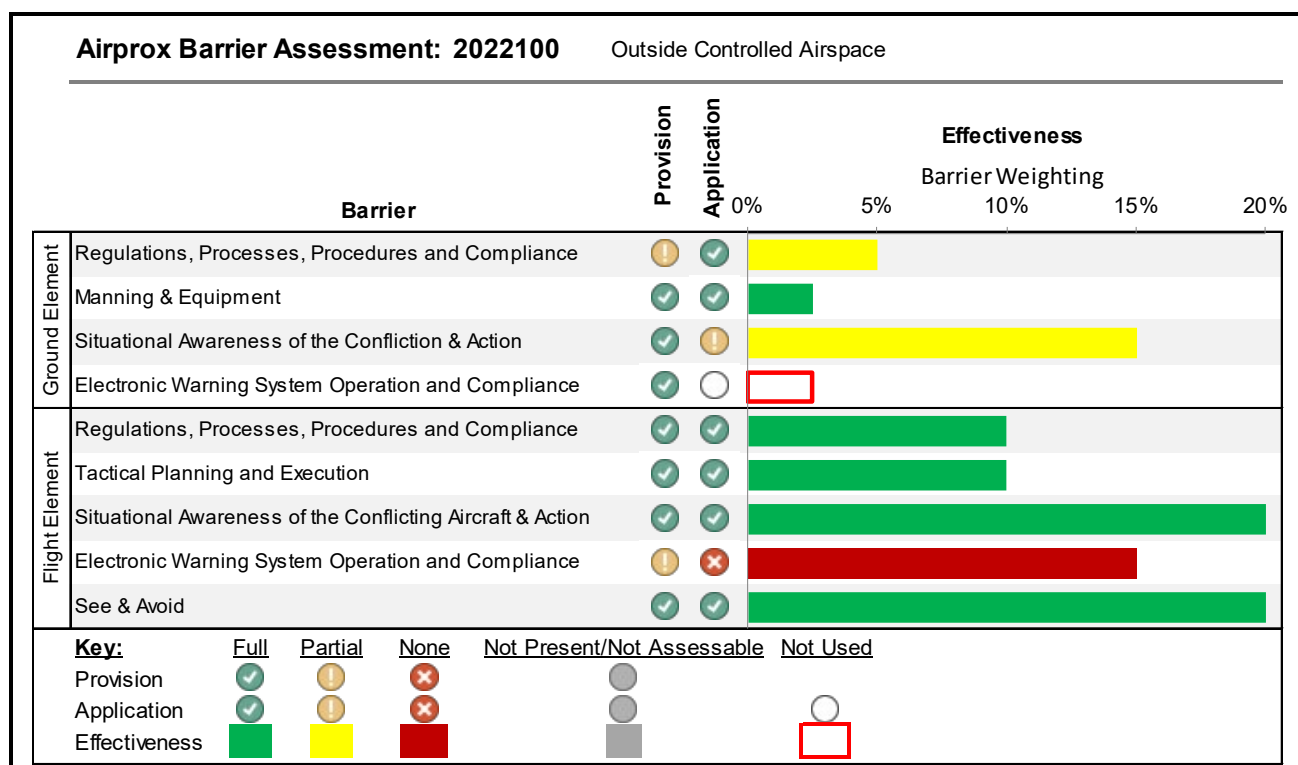 Airprox Barrier Assessment: 2022100 Outside Controlled Airspace
Provision
Application
Effectiveness
Barrier Weighting
Barrier
0% 5% 10% 15% 20%
Ground Element
Regulations, Processes, Procedures and Compliance
Manning & Equipment
Situational Awareness of the Confliction & Action
Electronic Warning System Operation and Compliance
Flight Element
Regulations, Processes, Procedures and Compliance
Tactical Planning and Execution
Situational Awareness of the Conflicting Aircraft & Action
Electronic Warning System Operation and Compliance
See & Avoid
Key: Full Partial None Not Present/Not Assessable Not Used
Provision
Application
Effectiveness